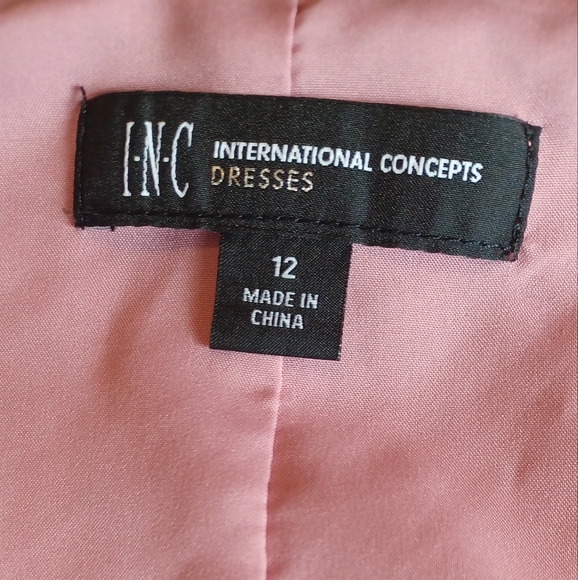 I·N·C INTERNATIONAL CONCEPTS
DRESSES
12
MADE IN
CHINA